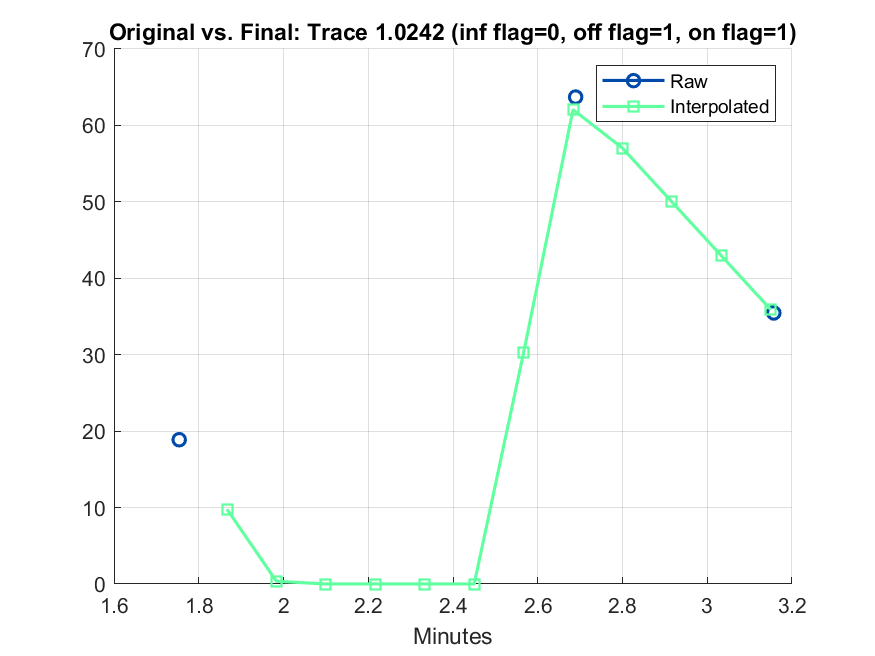 Original vs. Final: Trace 1.0242 (inf flag=0, off flag=1, on flag=1)
70
60
50
40
30
20
10
0
Raw
Interpolated
1.6 1.8 2 2.2 2.4 2.6 2.8 3 3.2
Minutes